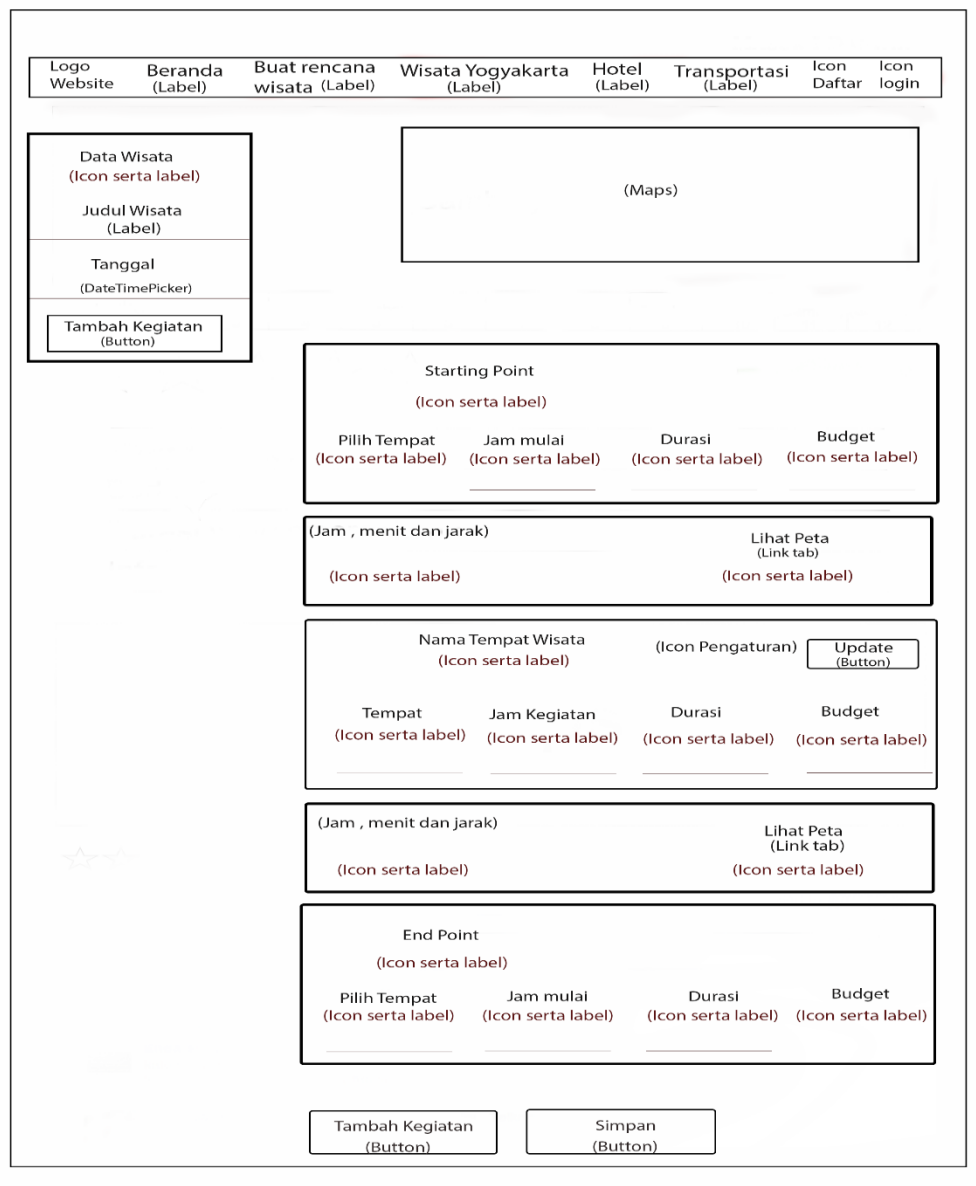 Logo Website
Beranda (Label)
Buat rencana wisata (Label)
Wisata Yogyakarta (Label)
Hotel (Label)
Transportasi (Label)
Icon Daftar
Icon login
Data Wisata
(Icon serta label)
Judul Wisata
(Label)
Tanggal
(DateTimePicker)
Tambah Kegiatan
(Button)
(Maps)
Starting Point
(Icon serta label)
Pilih Tempat Jam mulai Durasi Budget
(Icon serta label) (Icon serta label) (Icon serta label) (Icon serta label)
(Jam , menit dan jarak)
Lihat Peta
(Link tab)
(Icon serta label) (Icon serta label)
Nama Tempat Wisata (Icon Pengaturan) Update
(Icon serta label) (Button)
Tempat Jam Kegiatan Durasi Budget
(Icon serta label) (Icon serta label) (Icon serta label) (Icon serta label)
(Jam , menit dan jarak)
Lihat Peta
(Link tab)
(Icon serta label) (Icon serta label)
End Point
(Icon serta label)
Pilih Tempat Jam mulai Durasi Budget
(Icon serta label) (Icon serta label) (Icon serta label) (Icon serta label)
Tambah Kegiatan
(Button)
Simpan
(Button)